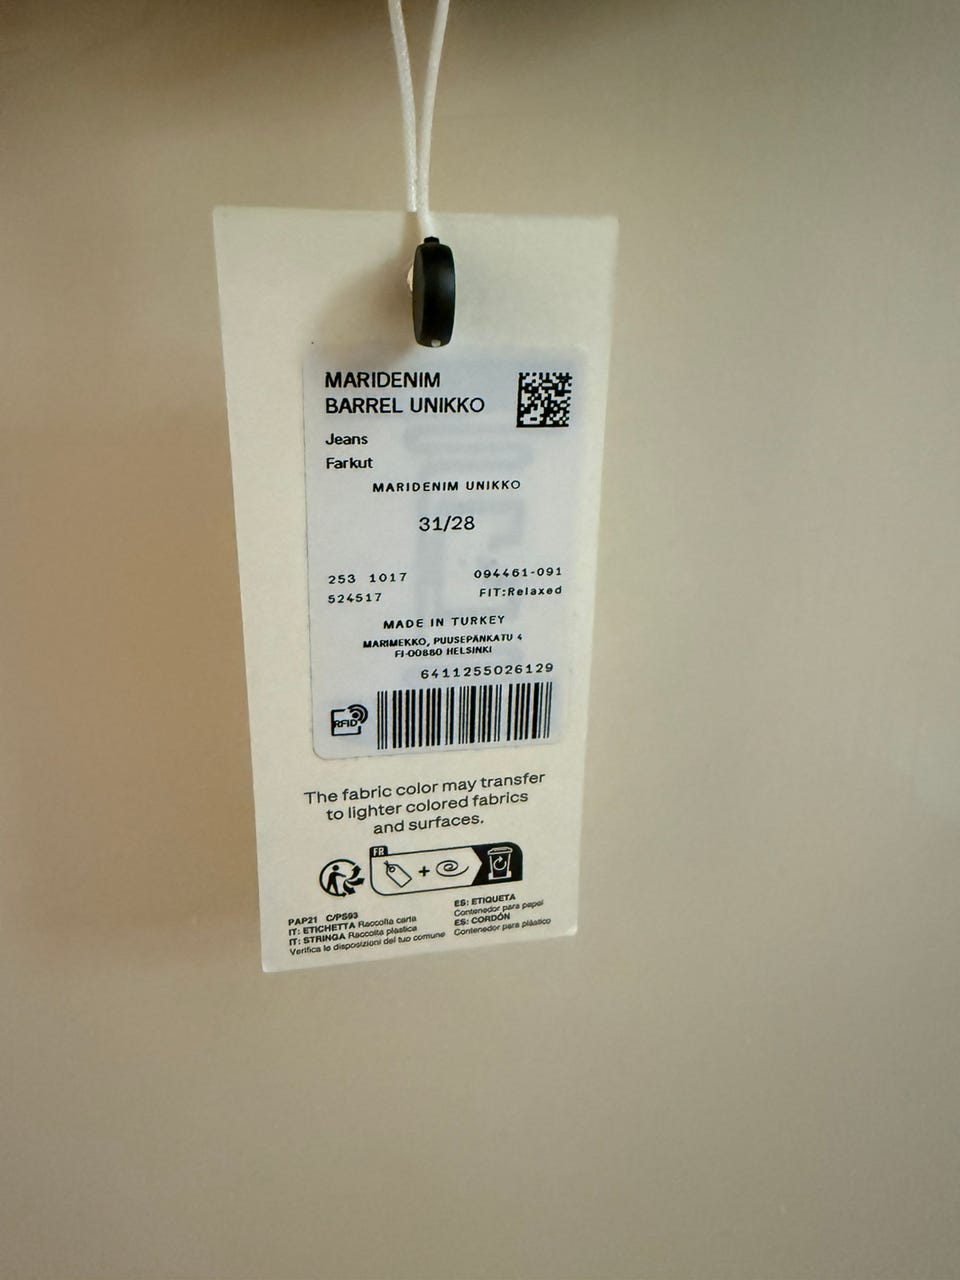 MARIDENIM
BARREL UNIKKO
Jeans
Farkut
MARIDENIM UNIKKO
31/28
253 1017 094461-091
524517 FIT:Relaxed
MADE IN TURKEY
MARIMEKKO, PUUSEPÄNKATU 4
FI-00880 HELSINKI
6411255026129
RFID
The fabric color may transfer
to lighter colored fabrics
and surfaces.
FR
+
PAP21 C/PS93
IT: ETICHETTA Raccolta carta
IT: STRINGA Raccolta plastica
Verifica le disposizioni del tuo comune
ES: ETIQUETA
Contenedor para papel
ES: CORDÓN
Contenedor para plástico